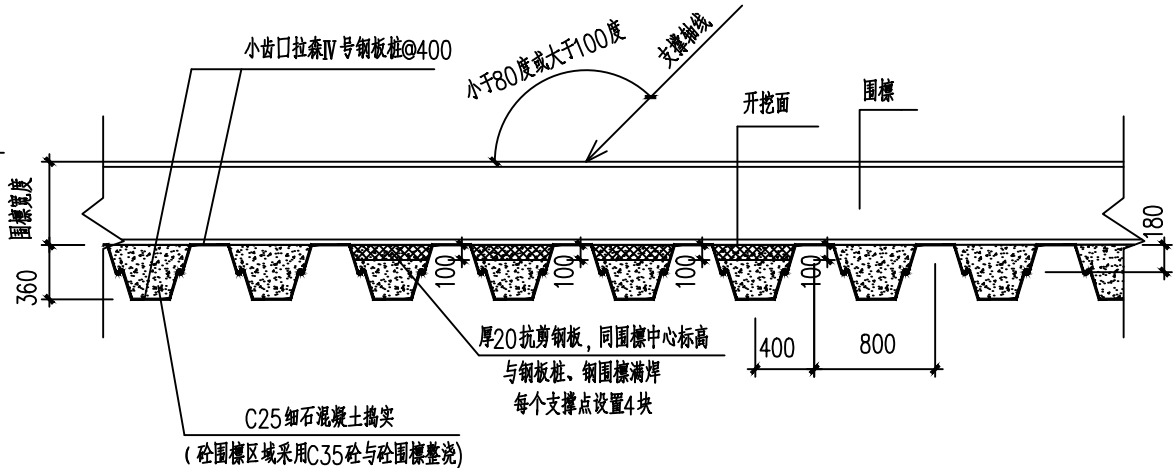 小齿口拉森Ⅳ号钢板桩@400
小于80度或大于100度
支撑轴线
开挖面
围檩
围檩宽度
360
180
100
100
100
100
400
800
厚20抗剪钢板，同围檩中心标高
与钢板桩、钢围檩满焊
每个支撑点设置4块
C25细石混凝土捣实
(砼围檩区域采用C35砼与砼围檩整浇)